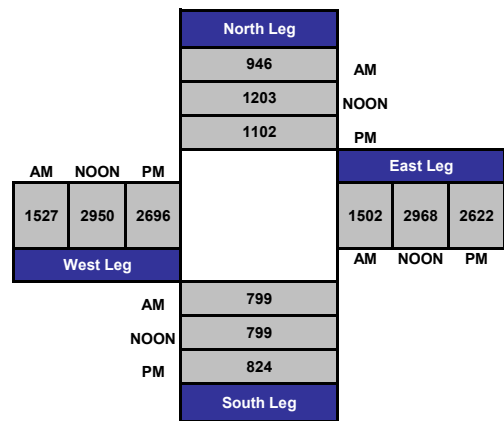 North Leg
946 AM
1203 NOON
1102 PM
AM NOON PM
1527 2950 2696
West Leg
East Leg
1502 2968 2622
AM NOON PM
AM 799
NOON 799
PM 824
South Leg